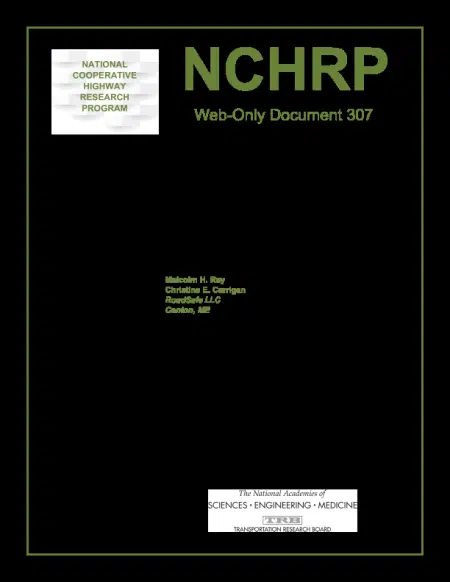 NATIONAL
COOPERATIVE
HIGHWAY
RESEARCH
PROGRAM
NCHRP
Web-Only Document 307
Malcolm H. Ray
Christine E. Carrigan
RoadSafe LLC
Canton, ME
The National Academies of
SCIENCES • ENGINEERING • MEDICINE
TRB
TRANSPORTATION RESEARCH BOARD